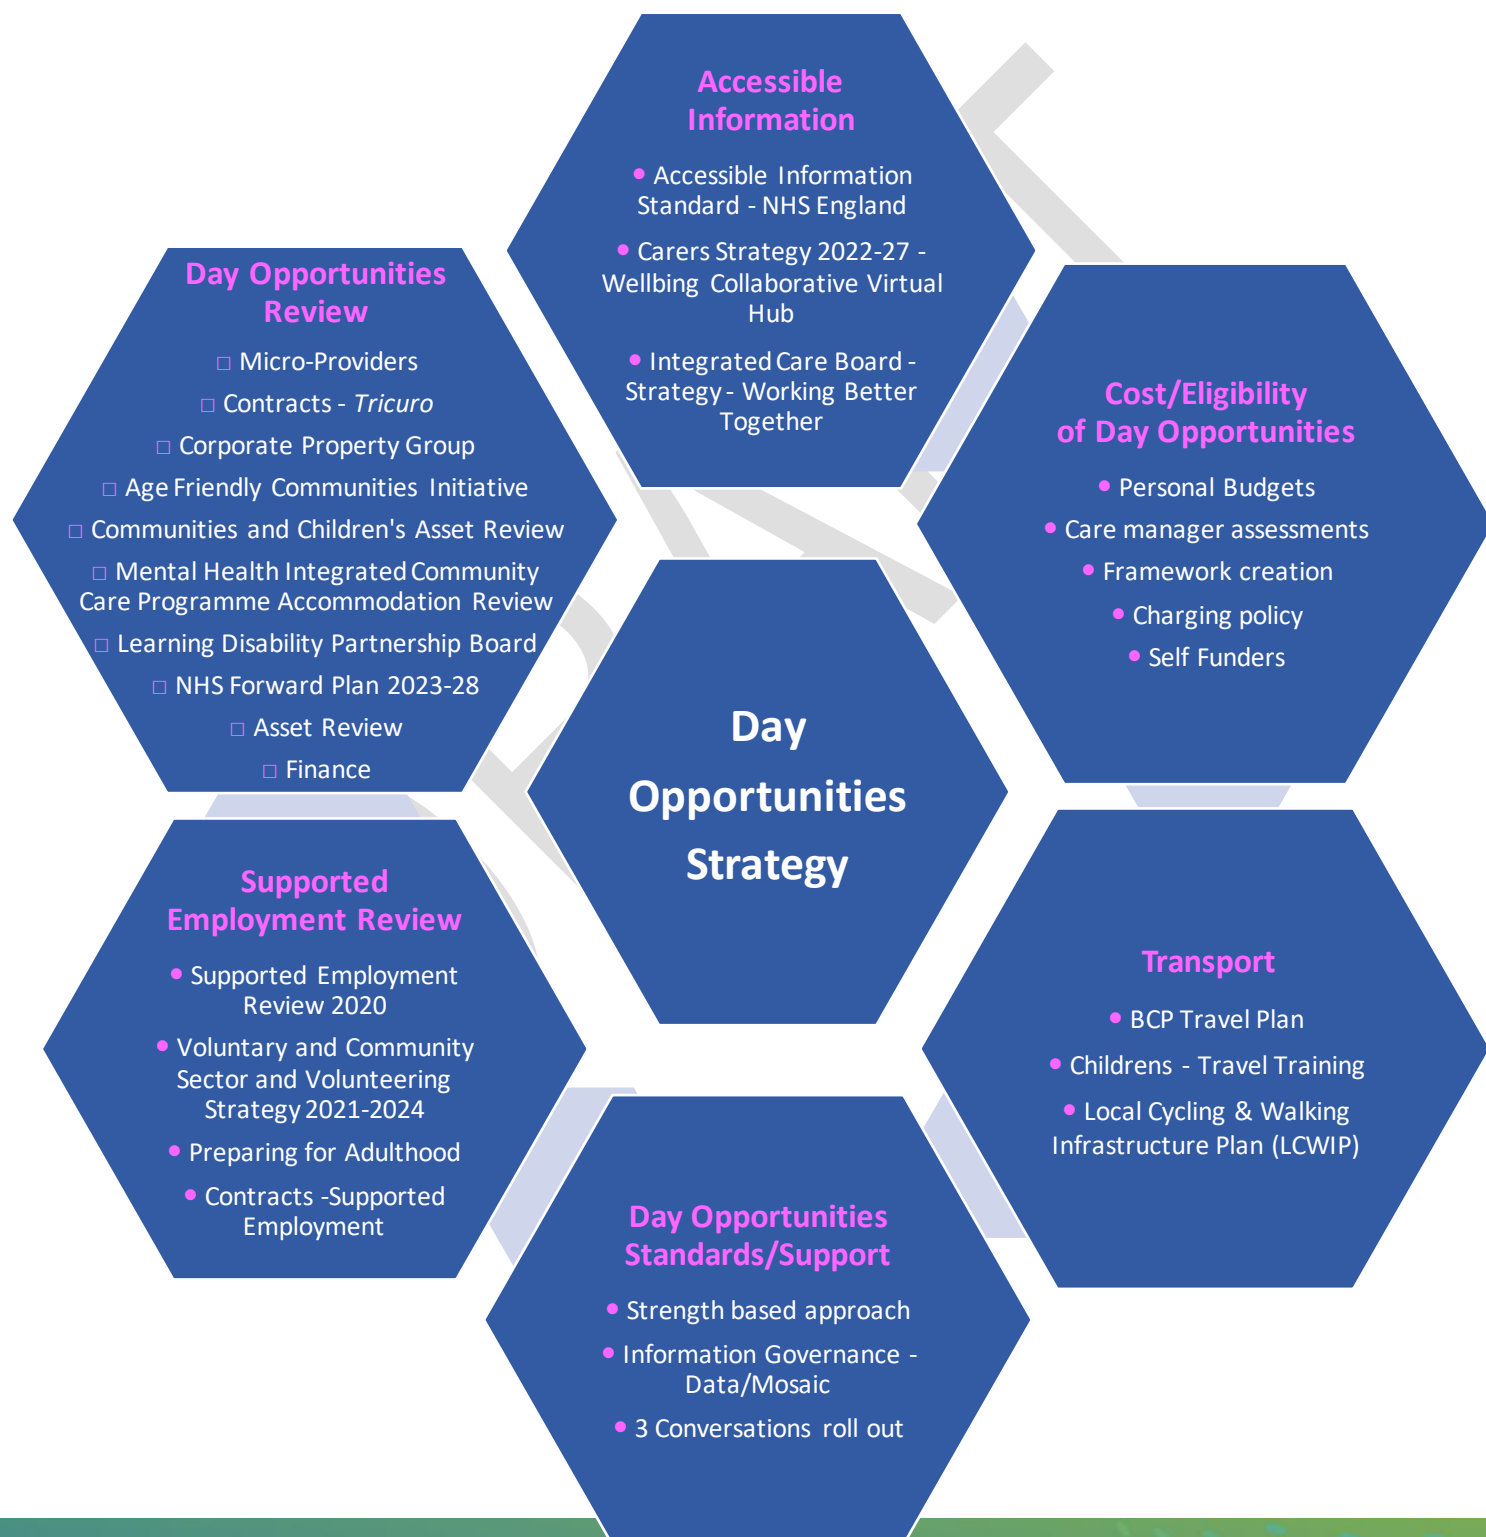 Accessible
Information
• Accessible Information
Standard - NHS England
• Carers Strategy 2022-27 -
Wellbing Collaborative Virtual
Hub
• Integrated Care Board -
Strategy - Working Better
Together
Day Opportunities
Review
□ Micro-Providers
□ Contracts - Tricuro
□ Corporate Property Group
□ Age Friendly Communities Initiative
□ Communities and Children's Asset Review
□ Mental Health Integrated Community
Care Programme Accommodation Review
□ Learning Disability Partnership Board
□ NHS Forward Plan 2023-28
□ Asset Review
□ Finance
Cost/Eligibility
of Day Opportunities
• Personal Budgets
• Care manager assessments
• Framework creation
• Charging policy
• Self Funders
Day
Opportunities
Strategy
Supported
Employment Review
• Supported Employment
Review 2020
• Voluntary and Community
Sector and Volunteering
Strategy 2021-2024
• Preparing for Adulthood
• Contracts -Supported
Employment
Transport
• BCP Travel Plan
• Childrens - Travel Training
• Local Cycling & Walking
Infrastructure Plan (LCWIP)
Day Opportunities
Standards/Support
• Strength based approach
• Information Governance -
Data/Mosaic
• 3 Conversations roll out